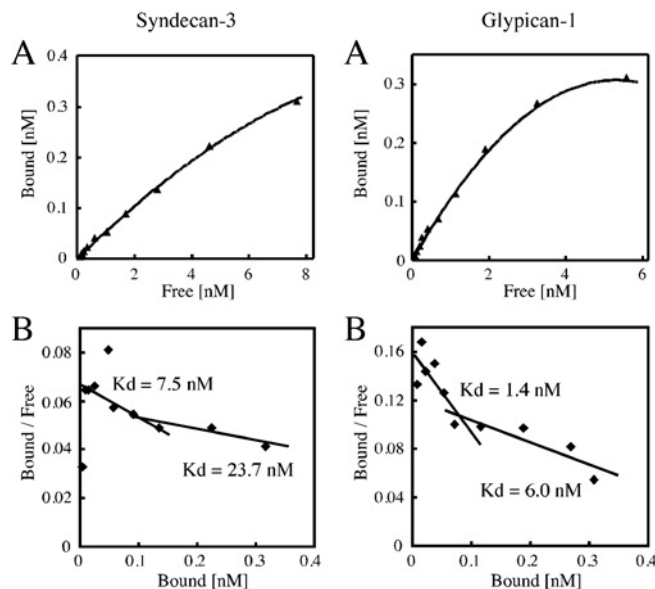 Syndecan-3
Glypican-1
A
0.4
0.3
0.2
0.1
0
Bound [nM]
0 2 4 6 8
Free [nM]
A
0.4
0.3
0.2
0.1
0
Bound [nM]
0 2 4 6
Free [nM]
B
0.08
0.06
0.04
0.02
0
Bound / Free
Kd = 7.5 nM
Kd = 23.7 nM
0 0.1 0.2 0.3 0.4
Bound [nM]
B
0.16
0.12
0.08
0.04
0
Bound / Free
Kd = 1.4 nM
Kd = 6.0 nM
0 0.1 0.2 0.3 0.4
Bound [nM]